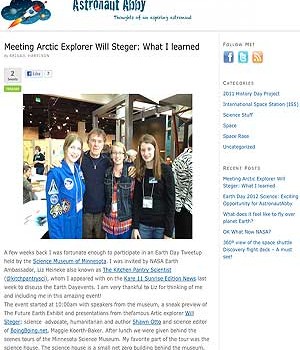 Astronaut Abby
Thoughts of an aspiring astronaut
Meeting Arctic Explorer Will Steger: What I learned
By ABIGAIL HARRISON
2
Like
7
A few weeks back I was fortunate enough to participate in an Earth Day Tweetup
held by the Science Museum of Minnesota. I was invited by NASA Earth
Ambassador, Liz Heineke also known as The Kitchen Pantry Scientist
(@kitchpantrysci), whom I appeared with on the Kare 11 Sunrise Edition News last
week to discuss the Earth Dayevents. I am very thankful to Liz for thinking of me
and including me in this amazing event!
The event started at 10:00am with speakers from the museum, a sneak preview of
the Future Earth Exhibit and presentations from thefamous Artic explorer Will
Steger; science advocate, humanitarian and author Shawn Otto and science editor
of BoingBoing.net, Maggie Koerth-Baker. After lunch we were given behind the
scenes tours of the Minnesota Science Museum. My favorite part of the tour was the
science house. The science house is a small net zero building behind the museum.
Follow Me!
Categories
2011 History Day Project
International Space Station (ISS)
Science Stuff
Space
Space Race
Uncategorized
Recent Posts
Meeting Arctic Explorer Will
Steger: What I learned
Earth Day 2012: Science: Exciting
Opportunity for AstronautAbby
What does it feel like to fly over
planet Earth?
OK What Now NASA?
360° view of the space shuttle
Discovery flight deck – A must
see!